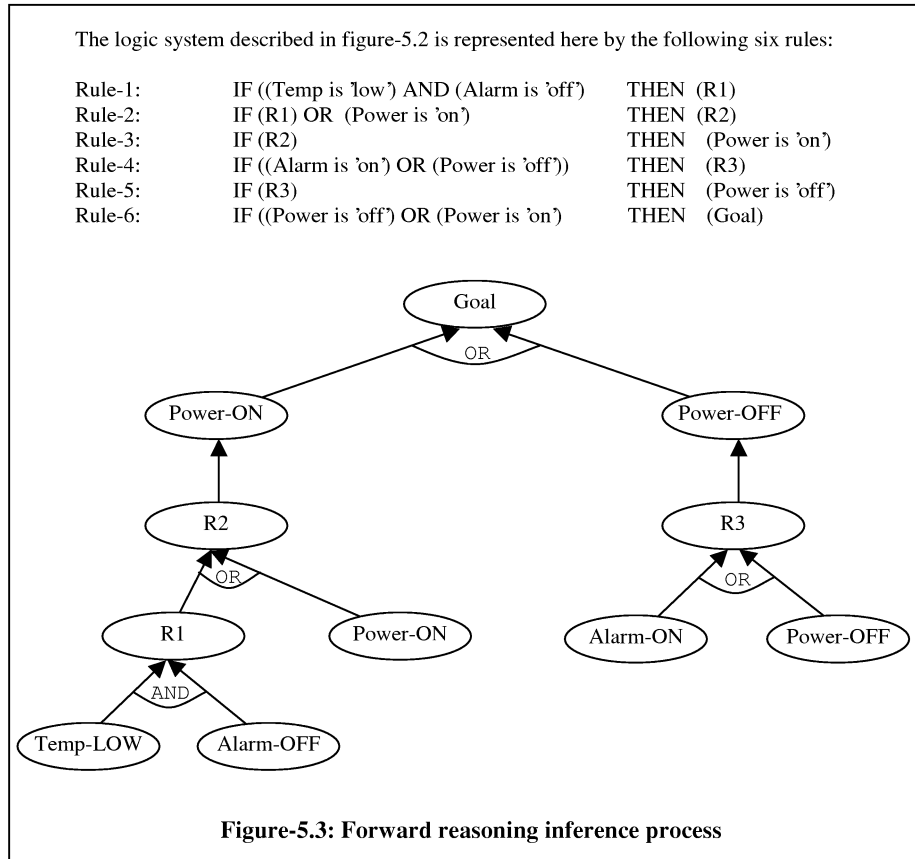 The logic system described in figure-5.2 is represented here by the following six rules:
Rule-1: IF ((Temp is 'low') AND (Alarm is 'off') THEN (R1)
Rule-2: IF (R1) OR (Power is 'on') THEN (R2)
Rule-3: IF (R2) THEN (Power is 'on')
Rule-4: IF ((Alarm is 'on') OR (Power is 'off')) THEN (R3)
Rule-5: IF (R3) THEN (Power is 'off')
Rule-6: IF ((Power is 'off') OR (Power is 'on') THEN (Goal)
Goal
OR
Power-ON Power-OFF
R2 R3
OR OR
R1 Power-ON Alarm-ON Power-OFF
AND
Temp-LOW Alarm-OFF
Figure-5.3: Forward reasoning inference process